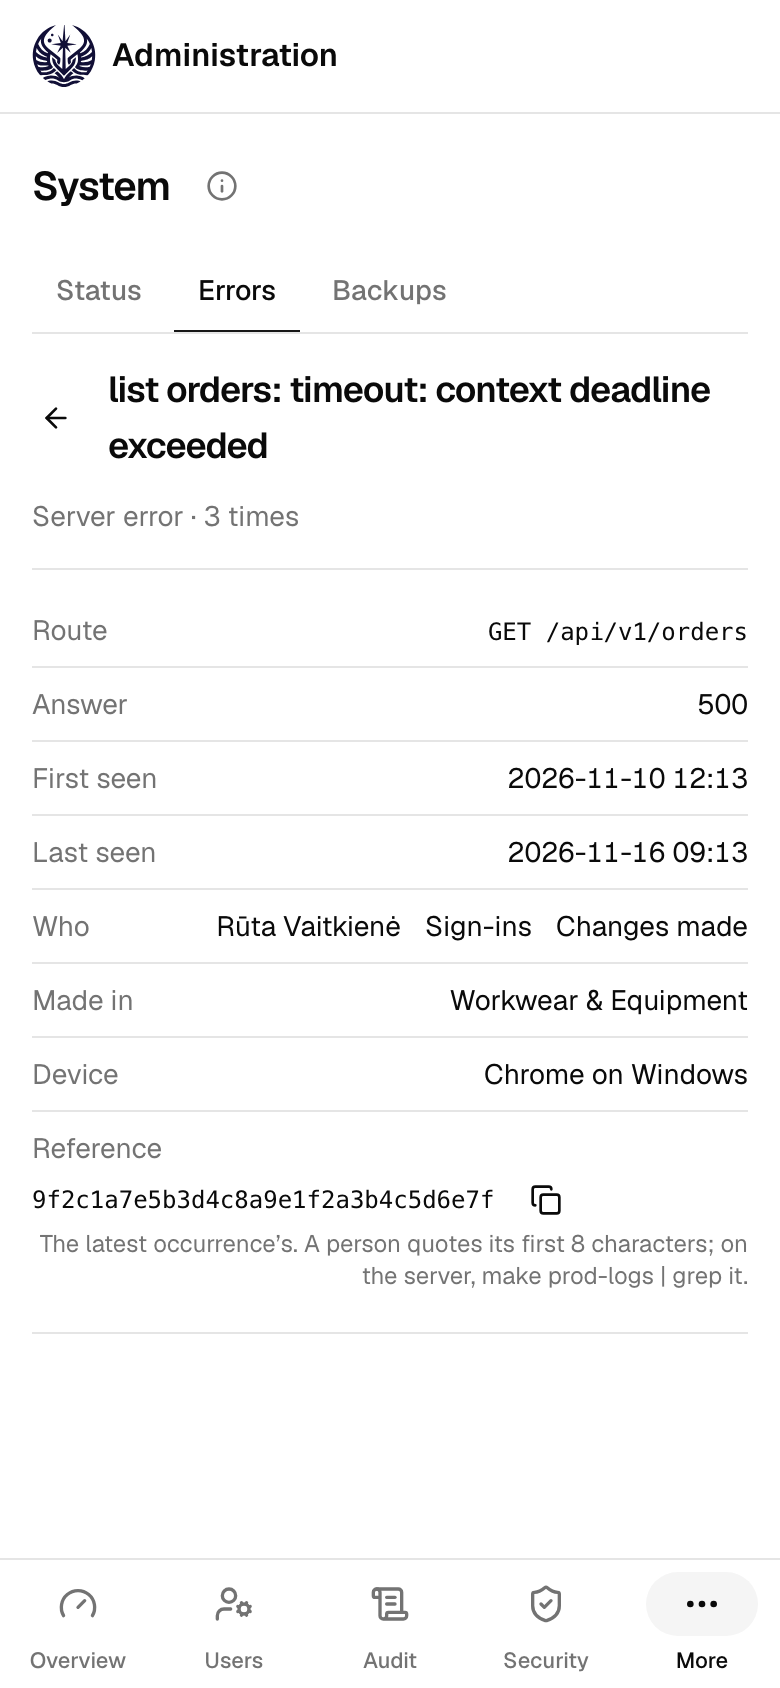 Administration
System
Status Errors Backups
list orders: timeout: context deadline
exceeded
Server error · 3 times
Route GET /api/v1/orders
Answer 500
First seen 2026-11-10 12:13
Last seen 2026-11-16 09:13
Who Rūta Vaitkienė Sign-ins Changes made
Made in Workwear & Equipment
Device Chrome on Windows
Reference
9f2c1a7e5b3d4c8a9e1f2a3b4c5d6e7f
The latest occurrence’s. A person quotes its first 8 characters; on
the server, make prod-logs | grep it.
Overview Users Audit Security More